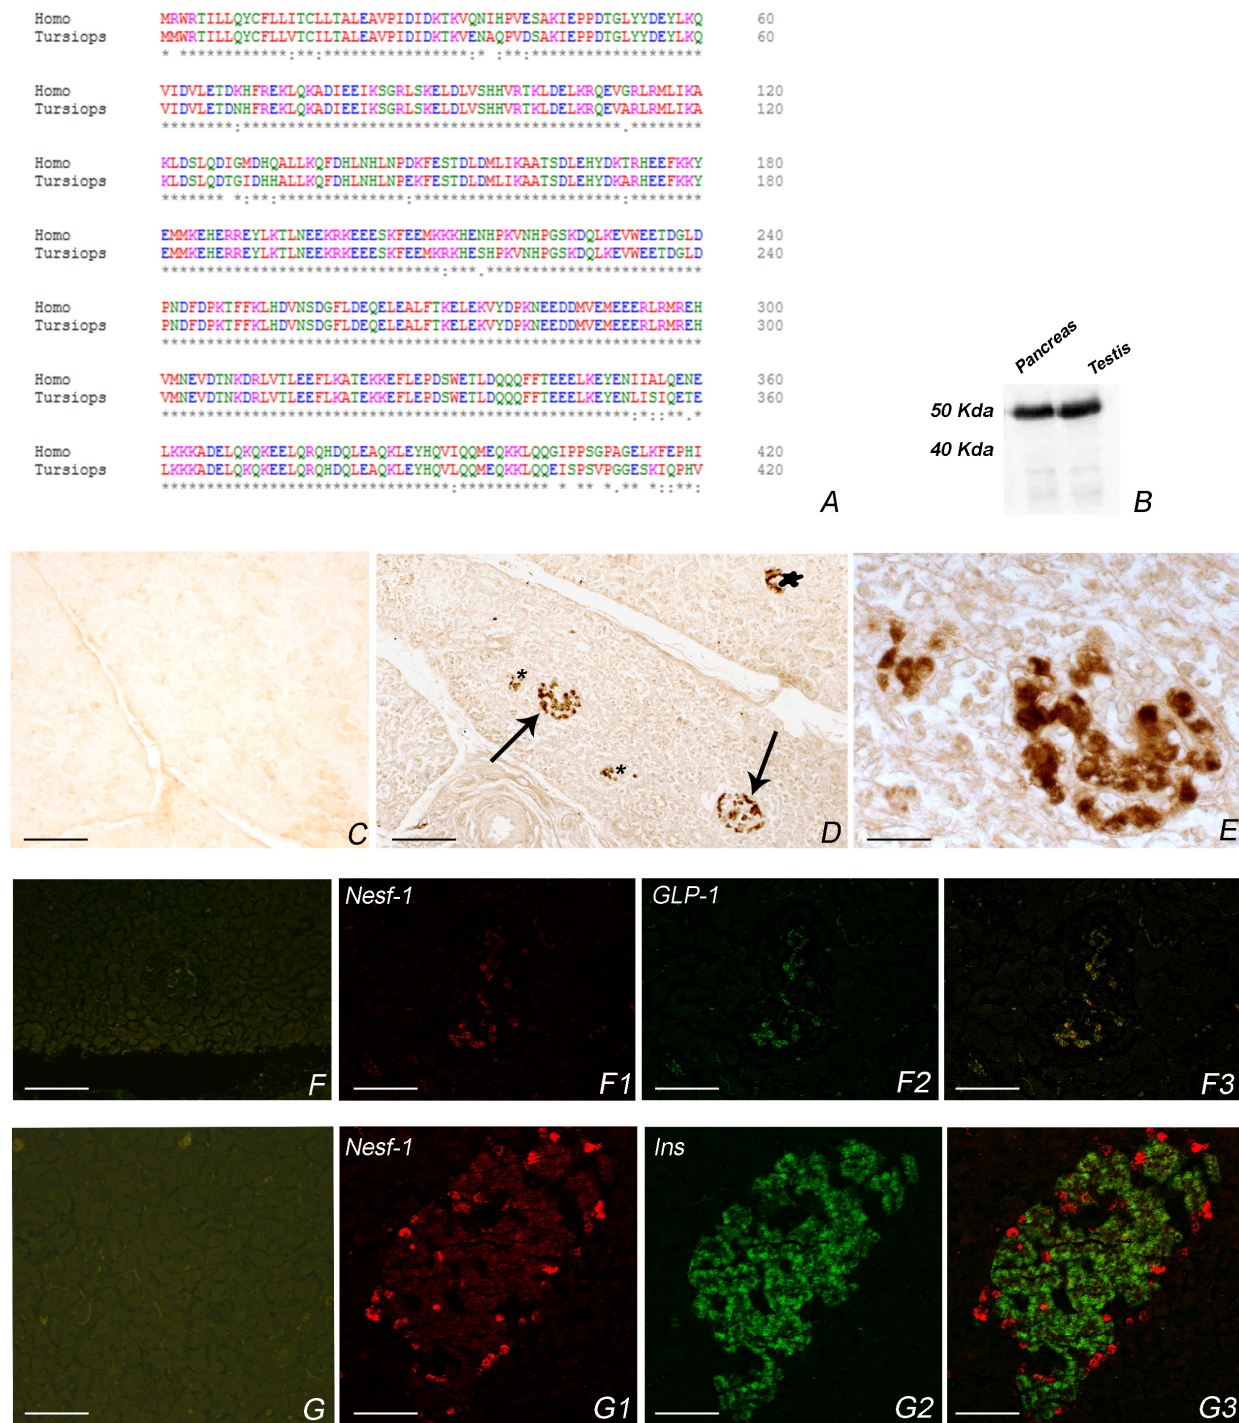 Homo MRWRTILLQYCFLLITCLLTALEAVPIDIDKTKVQNIHPVESAKIEPPDTGLYYDEYLKQ 60
Tursiops MMWRTILLQYCFLLVTCILTALEAVPIDIDKTKVENAQPVDSAKIEPPDTGLYYDEYLKQ 60
* ************:**:****************:* :**:*******************
Homo VIDVLETDKHFREKLQKADIEEIKSGRLSKELDLVSHHVRTKLDELKRQEVGRLRMLIKA 120
Tursiops VIDVLETDNHFREKLQKADIEEIKSGRLSKELDLVSHHVRTKLDELKRQEVARLRMLIKA 120
********:******************************************.********
Homo KLDSLQDIGMDHQALLKQFDHLNHLNPDKFESTDLDMLIKAATSDLEHYDKTRHEEFKKY 180
Tursiops KLDSLQDTGIDHHALLKQFDHLNHLNPEKFESTDLDMLIKAATSDLEHYDKARHEEFKKY 180
******* *:**:**************:***********************:********
Homo EMMKEHERREYLKTLNEEKRKEEESKFEEMKKKHENHPKVNHPGSKDQLKEVWEETDGLD 240
Tursiops EMMKEHERREYLKTLNEEKRKEEESKFEEMKRKHESHPKVNHPGSKDQLKEVWEETDGLD 240
*******************************:***.************************
Homo PNDFDPKTFFKLHDVNSDGFLDEQELEALFTKELEKVYDPKNEEDDMVEMEEERLRMREH 300
Tursiops PNDFDPKTFFKLHDVNSDGFLDEQELEALFTKELEKVYDPKNEEDDMVEMEEERLRMREH 300
************************************************************
Homo VMNEVDTNKDRLVTLEEFLKATEKKEFLEPDSWETLDQQQFFTEEELKEYENIIALQENE 360
Tursiops VMNEVDTNKDRLVTLEEFLKATEKKEFLEPDSWETLDQQQFFTEEELKEYENLISIQETE 360
****************************************************:*::**.*
Homo LKKKADELQKQKEELQRQHDQLEAQKLEYHQVIQQMEQKKLQQGIPPSGPAGELKFEPHI 420
Tursiops LKKKADELQKQKEELQRQHDQLEAQKLEYHQVLQQMEQKKLQQEISPSVPGGESKIQPHV 420
********************************:********** * ** *.** *::**:
A
Pancreas Testis
50 Kda
40 Kda
B
* *
C D E
Nesf-1 GLP-1
F F1 F2 F3
Nesf-1 Ins
G G1 G2 G3